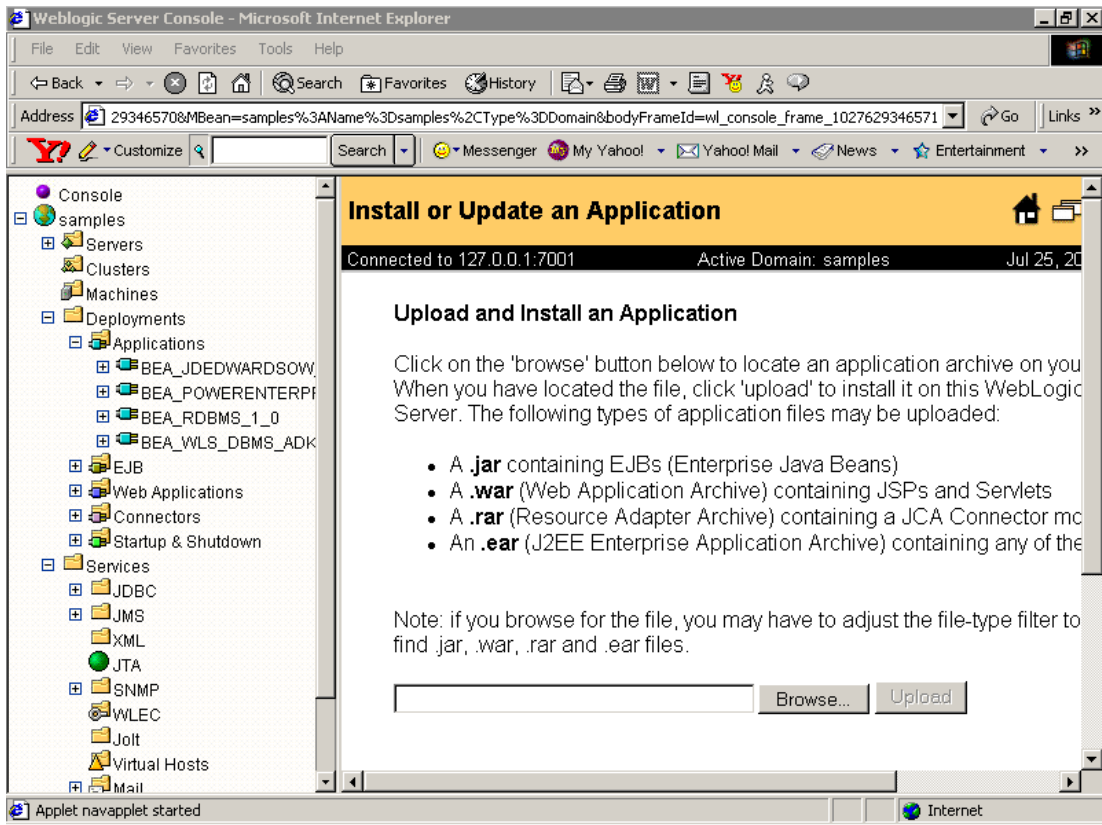 Weblogic Server Console - Microsoft Internet Explorer
File Edit View Favorites Tools Help
Back Search Favorites History
Address 293465708MBean=samples%3AName%3Dsamples%2CType%3DDomain&bodyFrameId=wl_console_frame_1027629346571 Go Links »
Y! Customize Search Messenger My Yahoo! Yahoo! Mail News Entertainment »
Console
samples
Servers
Clusters
Machines
Deployments
Applications
BEA_JDEDWARDSOW_
BEA_POWERENTERPR
BEA_RDBMS_1_0
BEA_WLS_DBMS_ADK
EJB
Web Applications
Connectors
Startup & Shutdown
Services
JDBC
JMS
XML
JTA
SNMP
WLEC
Jolt
Virtual Hosts
Mail
Install or Update an Application
Connected to 127.0.0.1:7001 Active Domain: samples Jul 25, 20
Upload and Install an Application
Click on the 'browse' button below to locate an application archive on you
When you have located the file, click 'upload' to install it on this WebLogic
Server. The following types of application files may be uploaded:
• A .jar containing EJBs (Enterprise Java Beans)
• A .war (Web Application Archive) containing JSPs and Servlets
• A .rar (Resource Adapter Archive) containing a JCA Connector mo
• An .ear (J2EE Enterprise Application Archive) containing any of the
Note: if you browse for the file, you may have to adjust the file-type filter to
find .jar, .war, .rar and .ear files.
Browse... Upload
Applet navapplet started Internet